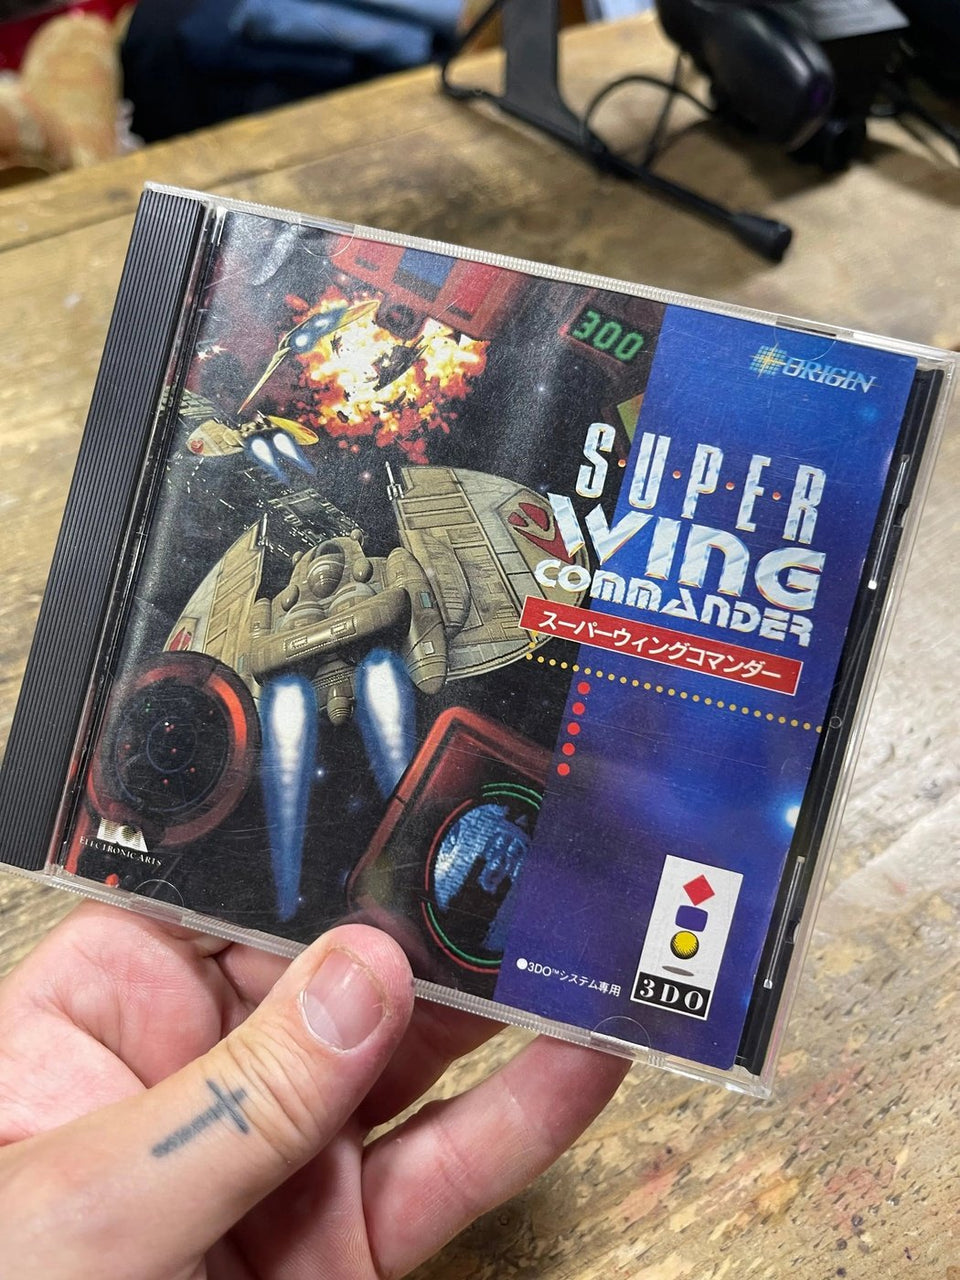 300
ORIGIN
SUPER
WING
COMMANDER
スーパーウィングコマンダー
ELECTRONIC ARTS
●3DO™システム専用
3DO